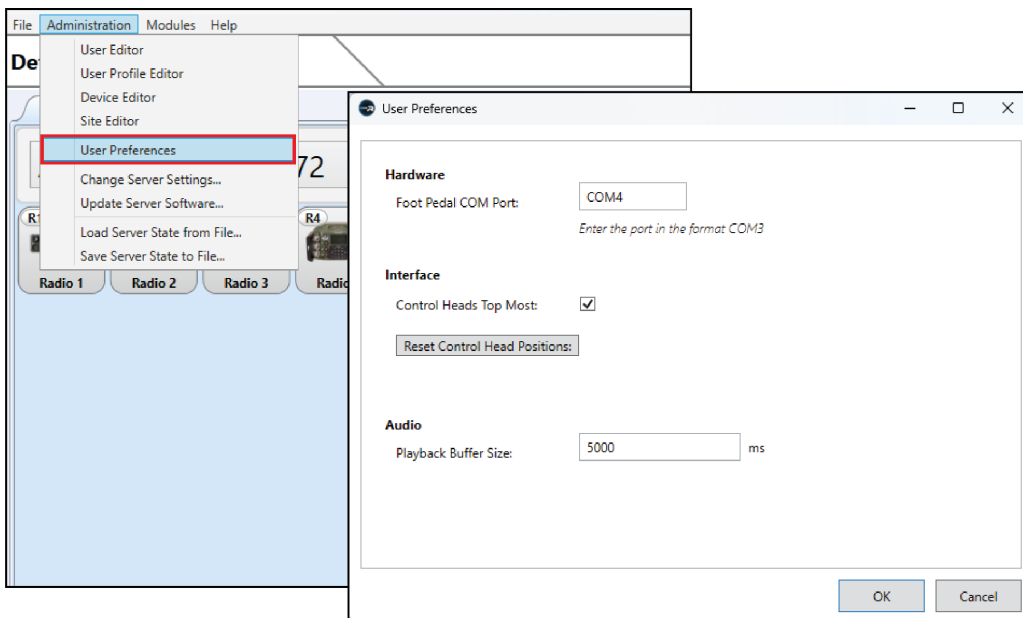 File Administration Modules Help
User Editor
User Profile Editor
Device Editor
Site Editor
User Preferences
Change Server Settings...
Update Server Software...
Load Server State from File...
Save Server State to File...
72
R4
Radio 1 Radio 2 Radio 3
User Preferences
Hardware
Foot Pedal COM Port: COM4
Enter the port in the format COM3
Interface
Control Heads Top Most:
Reset Control Head Positions:
Audio
Playback Buffer Size: 5000 ms
OK Cancel